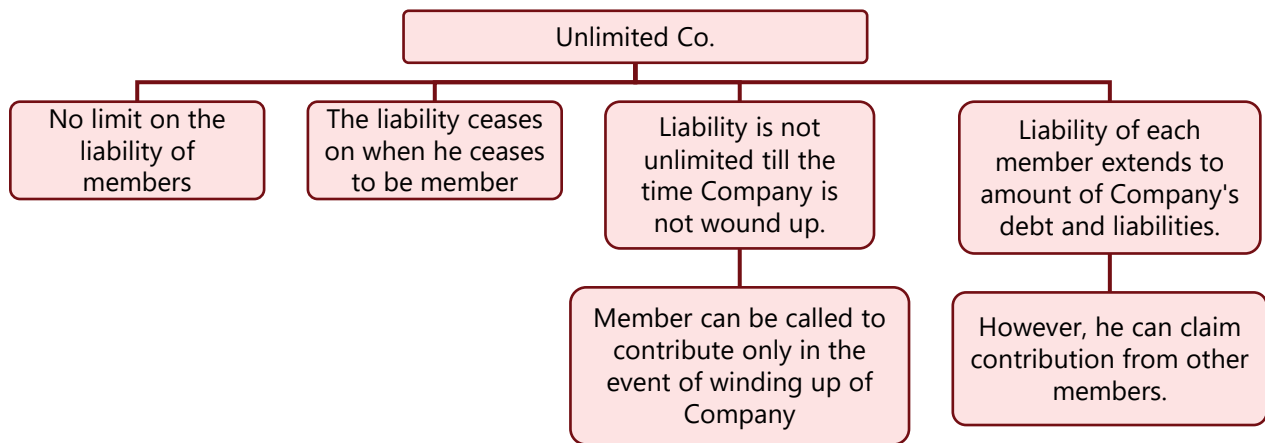 Unlimited Co.
No limit on the
liability of
members
The liability ceases
on when he ceases
to be member
Liability is not
unlimited till the
time Company is
not wound up.
Member can be called to
contribute only in the
event of winding up of
Company
Liability of each
member extends to
amount of Company's
debt and liabilities.
However, he can claim
contribution from other
members.